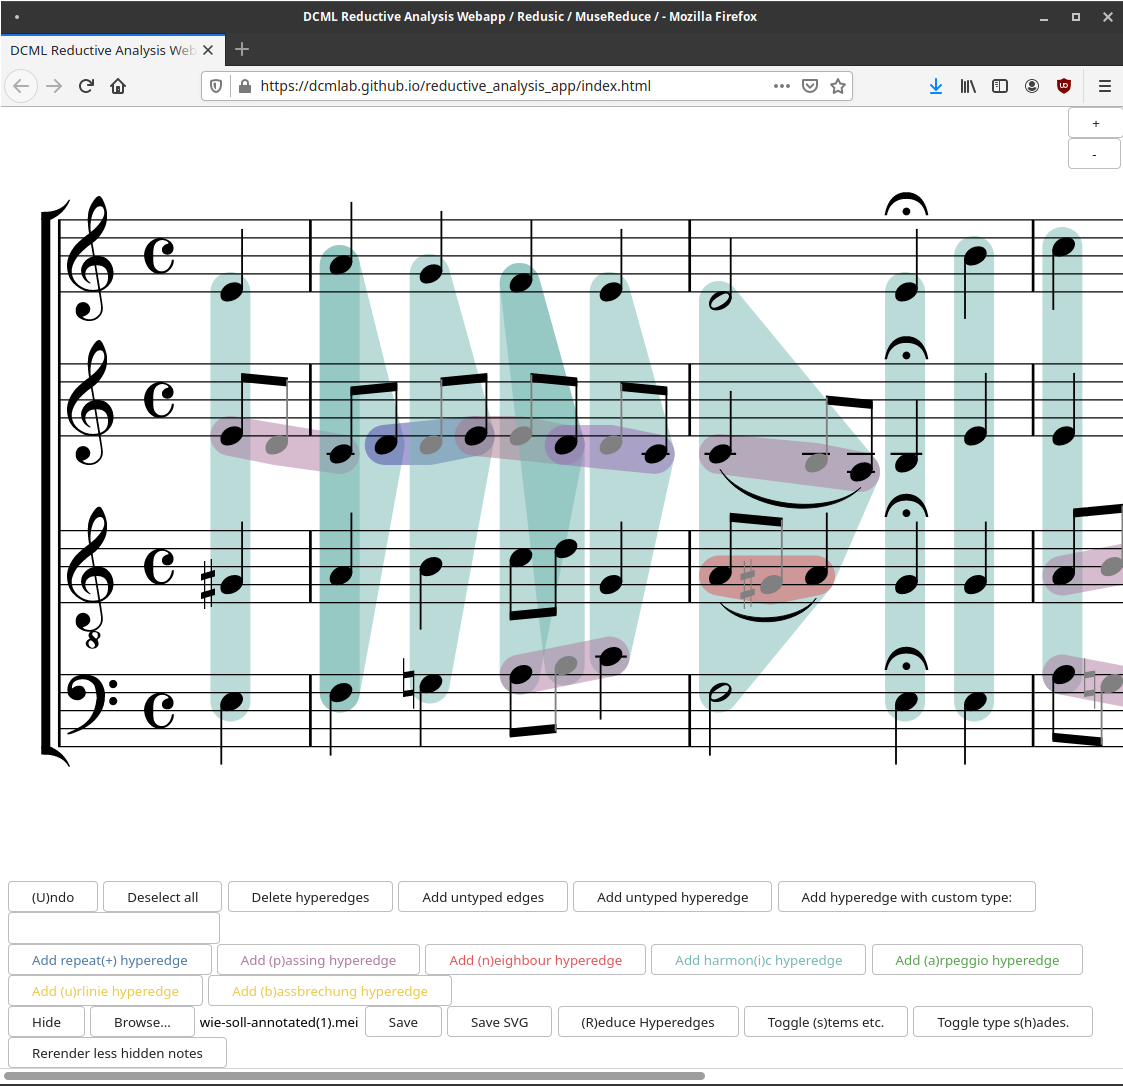 DCML Reductive Analysis Webapp / Redusic / MuseReduce / - Mozilla Firefox
DCML Reductive Analysis Web
https://dcmlab.github.io/reductive_analysis_app/index.html
+
-
8
(U)ndo Deselect all Delete hyperedges Add untyped edges Add untyped hyperedge Add hyperedge with custom type:
Add repeat(+) hyperedge Add (p)assing hyperedge Add (n)eighbour hyperedge Add harmon(i)c hyperedge Add (a)rpeggio hyperedge
Add (u)rlinie hyperedge Add (b)assbrechung hyperedge
Hide Browse... wie-soll-annotated(1).mei Save Save SVG (R)educe Hyperedges Toggle (s)tems etc. Toggle type s(h)ades.
Rerender less hidden notes